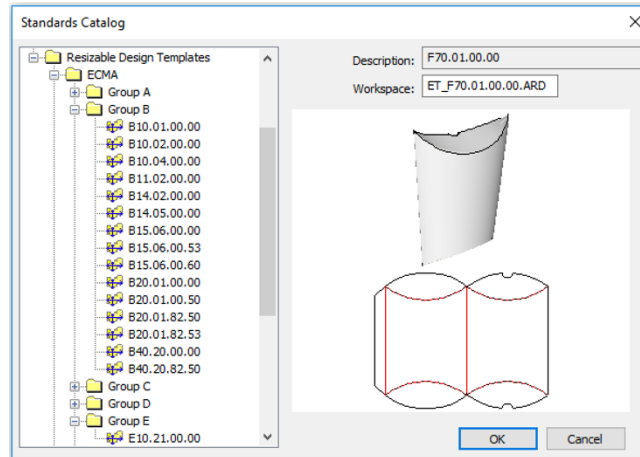 Standards Catalog
Resizable Design Templates
ECMA
Group A
Group B
B10.01.00.00
B10.02.00.00
B10.04.00.00
B11.02.00.00
B14.02.00.00
B14.05.00.00
B15.06.00.00
B15.06.00.53
B15.06.00.60
B20.01.00.00
B20.01.00.50
B20.01.82.50
B20.01.82.53
B40.20.00.00
B40.20.82.50
Group C
Group D
Group E
E10.21.00.00
Description: F70.01.00.00
Workspace: ET_F70.01.00.00.ARD
OK Cancel